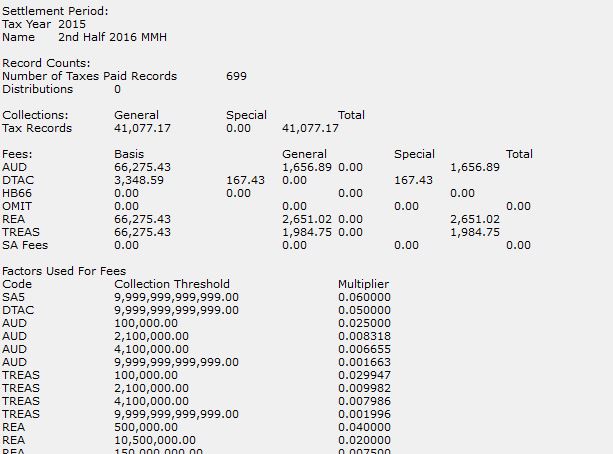 Settlement Period:
Tax Year 2015
Name 2nd Half 2016 MMH
Record Counts:
Number of Taxes Paid Records 699
Distributions 0
Collections: General Special Total
Tax Records 41,077.17 0.00 41,077.17
Fees: Basis General Special Total
AUD 66,275.43 1,656.89 0.00 1,656.89
DTAC 3,348.59 167.43 0.00 167.43
HB66 0.00 0.00 0.00 0.00
OMIT 0.00 0.00 0.00 0.00
REA 66,275.43 2,651.02 0.00 2,651.02
TREAS 66,275.43 1,984.75 0.00 1,984.75
SA Fees 0.00 0.00 0.00 0.00
Factors Used For Fees
Code Collection Threshold Multiplier
SA5 9,999,999,999,999.00 0.060000
DTAC 9,999,999,999,999.00 0.050000
AUD 100,000.00 0.025000
AUD 2,100,000.00 0.008318
AUD 4,100,000.00 0.006655
AUD 9,999,999,999,999.00 0.001663
TREAS 100,000.00 0.029947
TREAS 2,100,000.00 0.009982
TREAS 4,100,000.00 0.007986
TREAS 9,999,999,999,999.00 0.001996
REA 500,000.00 0.040000
REA 10,500,000.00 0.020000
REA 150,000,000.00 0.007500